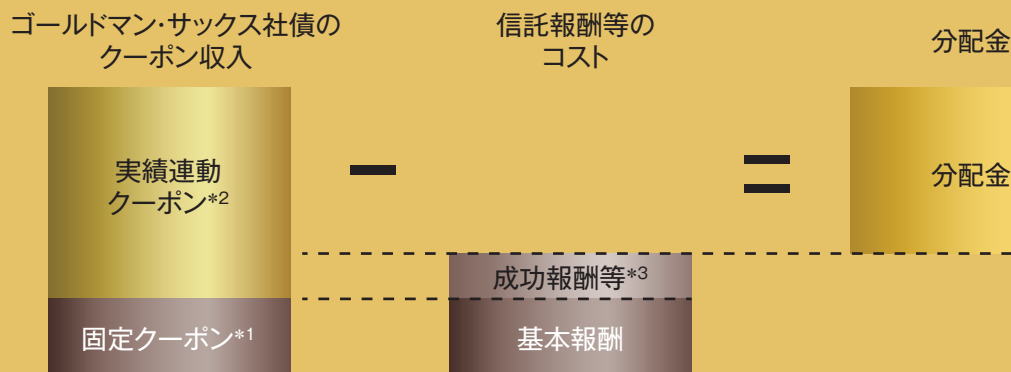 ゴールドマン・サックス社債の
クーポン収入
信託報酬等の
コスト
分配金
実績連動
クーポン*2
固定クーポン*1
−
成功報酬等*3
基本報酬
=
分配金